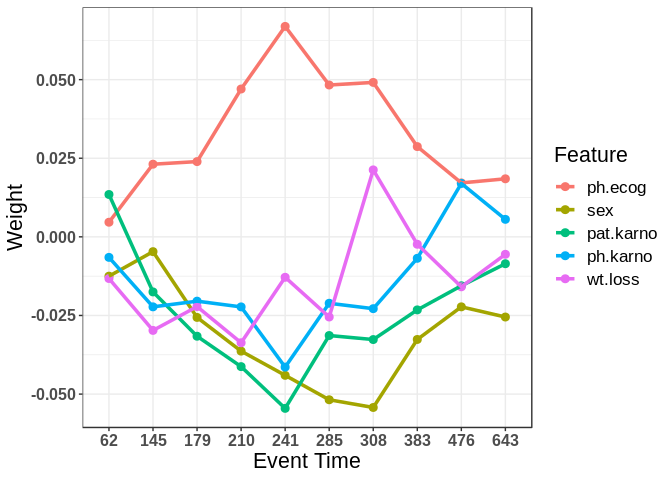 0.050
0.025
0.000
-0.025
-0.050
Weight
62 145 179 210 241 285 308 383 476 643
Event Time
Feature
ph.ecog
sex
pat.karno
ph.karno
wt.loss